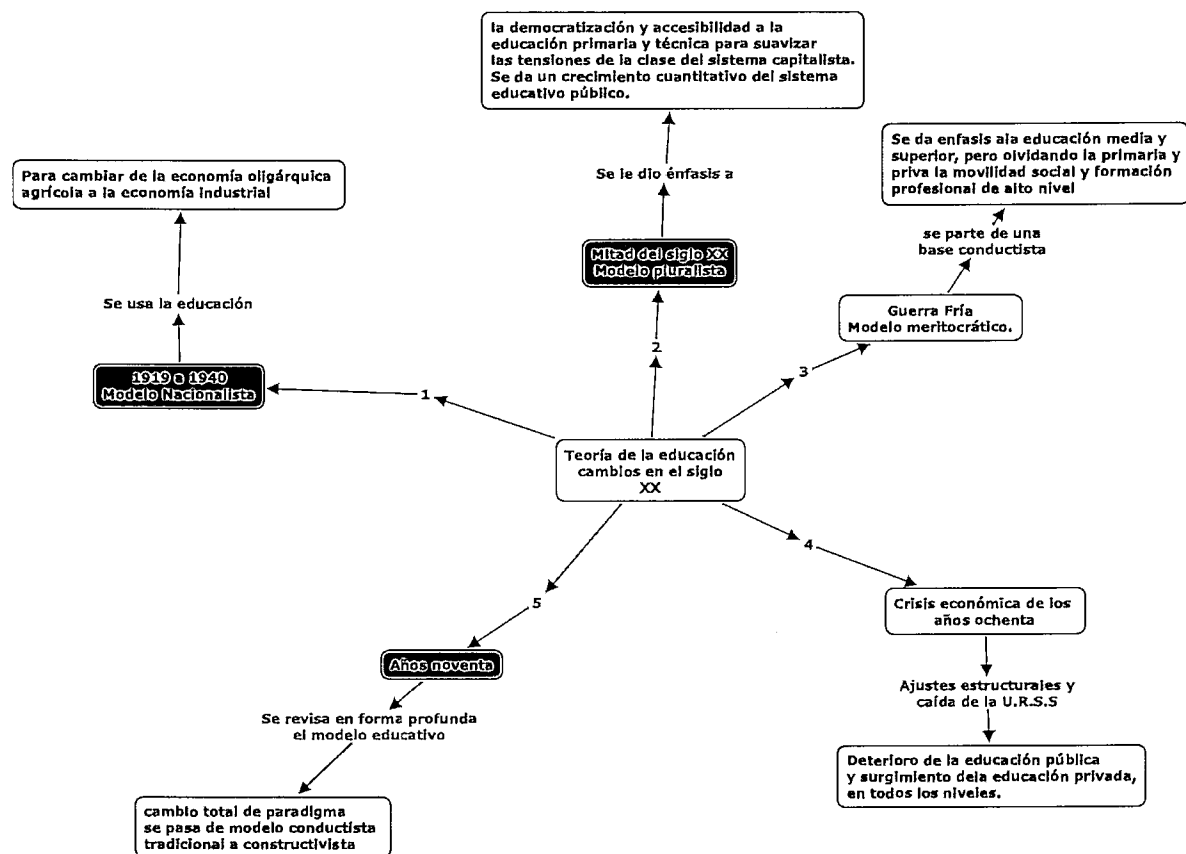 la democratización y accesibilidad a la
educación primaria y técnica para suavizar
las tensiones de la clase del sistema capitalista.
Se da un crecimiento cuantitativo del sistema
educativo público.
Se da enfasis ala educación media y
superior, pero olvidando la primaria y
priva la movilidad social y formación
profesional de alto nivel
Para cambiar de la economía oligárquica
agrícola a la economía industrial
Se le dio énfasis a
se parte de una
base conductista
Mitad del siglo XX
Modelo pluralista
Se usa la educación
Guerra Fría
Modelo meritocrático.
2
3
1919 a 1940
Modelo Nacionalista
1
Teoría de la educación
cambios en el siglo
XX
4
5
Crisis económica de los
años ochenta
Años noventa
Ajustes estructurales y
caída de la U.R.S.S
Se revisa en forma profunda
el modelo educativo
Deterioro de la educación pública
y surgimiento dela educación privada,
en todos los niveles.
cambio total de paradigma
se pasa de modelo conductista
tradicional a constructivista